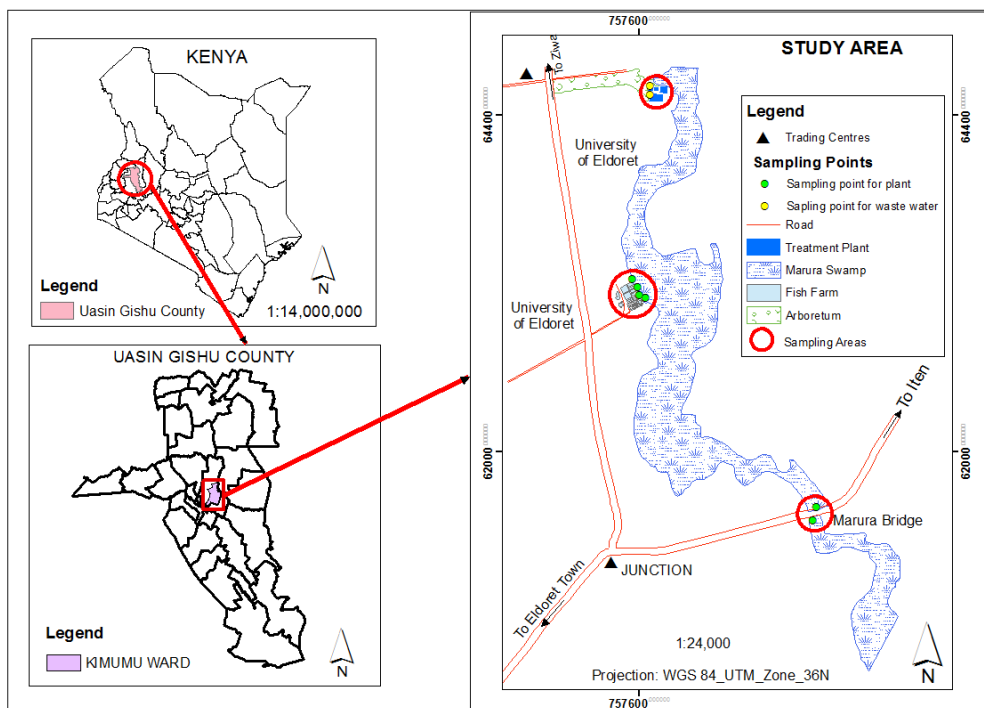 KENYA
Legend
Uasin Gishu County
1:14,000,000
N
UASIN GISHU COUNTY
Legend
KIMUMU WARD
N
757600
STUDY AREA
To Ziwa
64400
64400
University
of Eldoret
Legend
Trading Centres
Sampling Points
Sampling point for plant
Sapling point for waste water
Road
Treatment Plant
Marura Swamp
Fish Farm
Arboretum
Sampling Areas
University
of Eldoret
To Iten
62000
62000
Marura Bridge
JUNCTION
To Eldoret Town
1:24,000
Projection: WGS 84_UTM_Zone_36N
N
757600